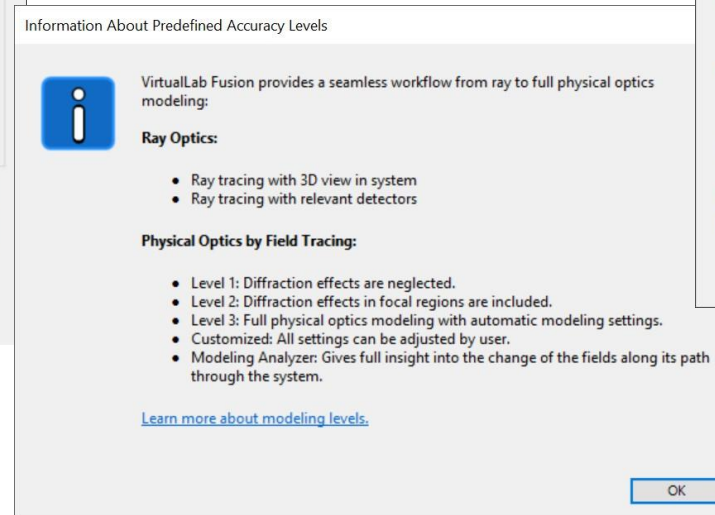 Information About Predefined Accuracy Levels
VirtualLab Fusion provides a seamless workflow from ray to full physical optics
modeling:
Ray Optics:
• Ray tracing with 3D view in system
• Ray tracing with relevant detectors
Physical Optics by Field Tracing:
• Level 1: Diffraction effects are neglected.
• Level 2: Diffraction effects in focal regions are included.
• Level 3: Full physical optics modeling with automatic modeling settings.
• Customized: All settings can be adjusted by user.
• Modeling Analyzer: Gives full insight into the change of the fields along its path
through the system.
Learn more about modeling levels.
OK